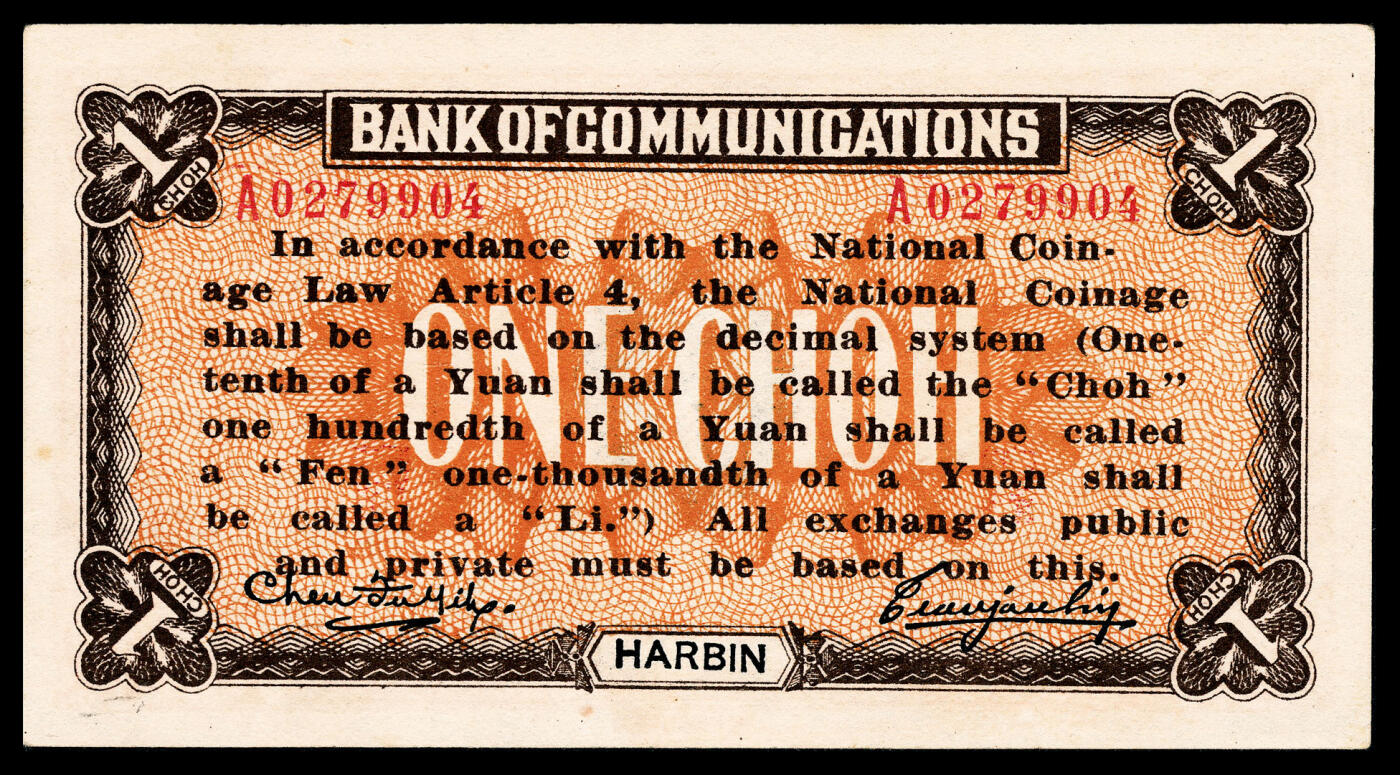 BANK OF COMMUNICATIONS
1 CHOH
1 CHOH
A0279904 A0279904
In accordance with the National Coin-
age Law Article 4, the National Coinage
shall be based on the decimal system (One-
tenth of a Yuan shall be called the "Choh"
one hundredth of a Yuan shall be called
a "Fen" one-thousandth of a Yuan shall
be called a "Li.") All exchanges public
and private must be based on this.
ONE CHOH
1 CHOH
HARBIN
1 CHOH